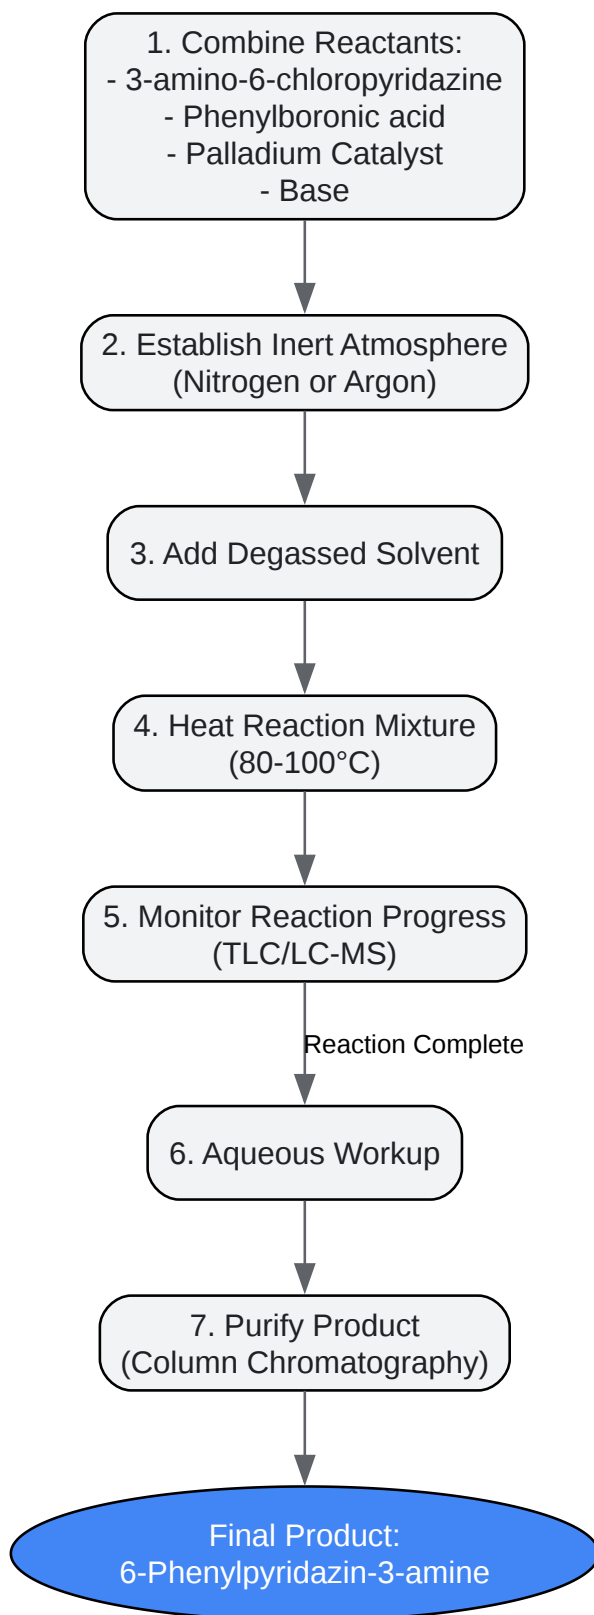 1. Combine Reactants:
- 3-amino-6-chloropyridazine
- Phenylboronic acid
- Palladium Catalyst
- Base
2. Establish Inert Atmosphere
(Nitrogen or Argon)
3. Add Degassed Solvent
4. Heat Reaction Mixture
(80-100°C)
5. Monitor Reaction Progress
(TLC/LC-MS)
Reaction Complete
6. Aqueous Workup
7. Purify Product
(Column Chromatography)
Final Product:
6-Phenylpyridazin-3-amine